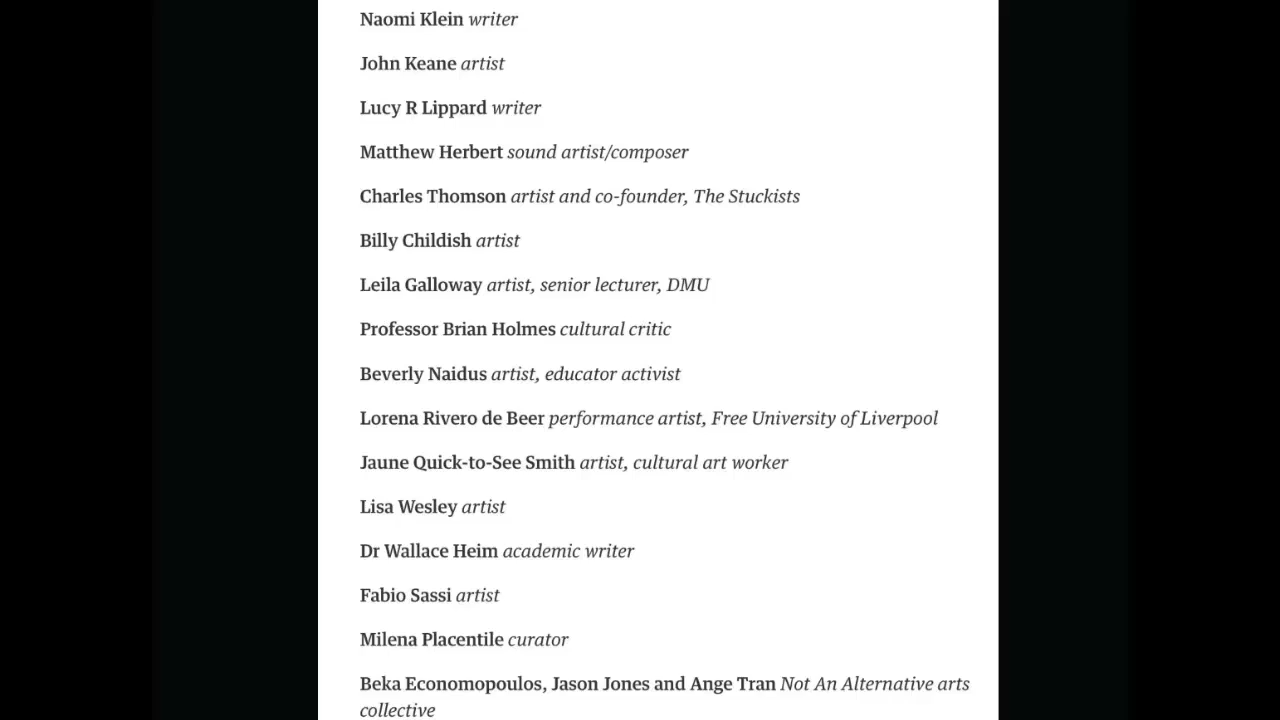 Naomi Klein writer
John Keane artist
Lucy R Lippard writer
Matthew Herbert sound artist/composer
Charles Thomson artist and co-founder, The Stuckists
Billy Childish artist
Leila Galloway artist, senior lecturer, DMU
Professor Brian Holmes cultural critic
Beverly Naidus artist, educator activist
Lorena Rivero de Beer performance artist, Free University of Liverpool
Jaune Quick-to-See Smith artist, cultural art worker
Lisa Wesley artist
Dr Wallace Heim academic writer
Fabio Sassi artist
Milena Placentile curator
Beka Economopoulos, Jason Jones and Ange Tran Not An Alternative arts
collective